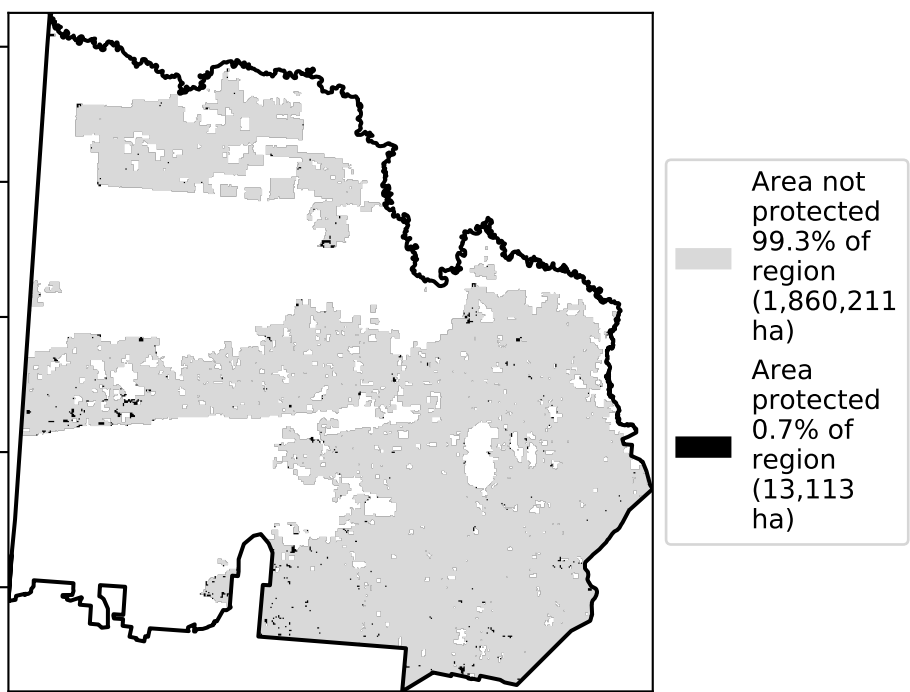 Area not
protected
99.3% of
region
(1,860,211
ha)
Area
protected
0.7% of
region
(13,113
ha)